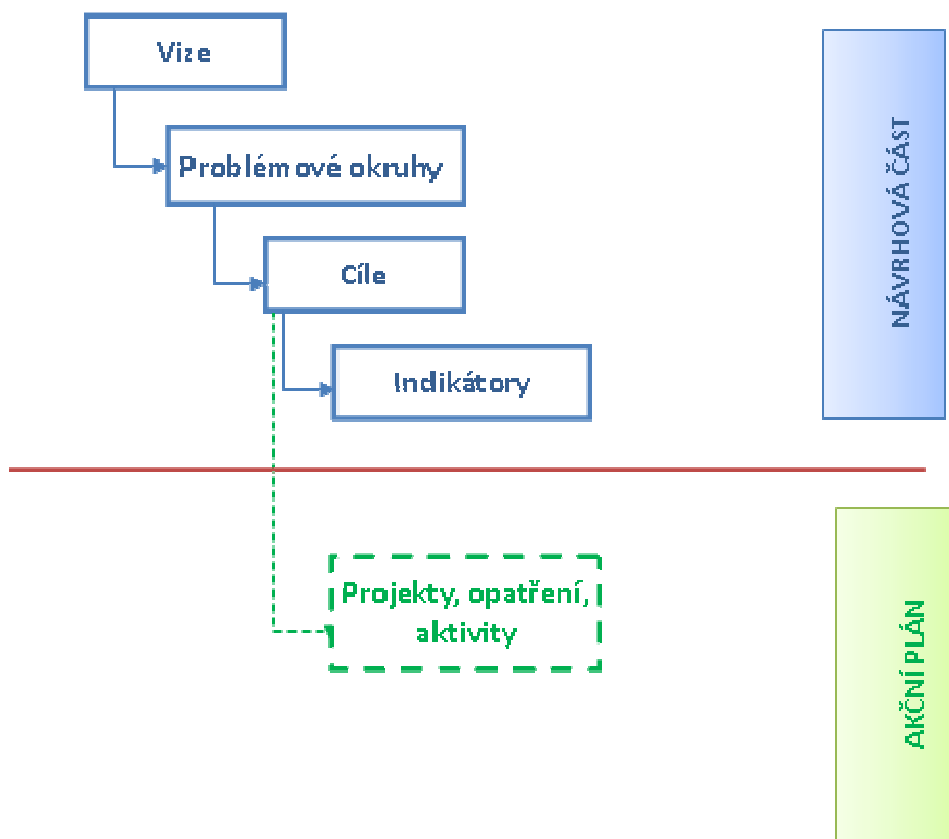 Vize
Problémové okruhy
Cíle
Indikátory
NÁVRHOVÁ ČÁST
Projekty, opatření,
aktivity
AKČNÍ PLÁN